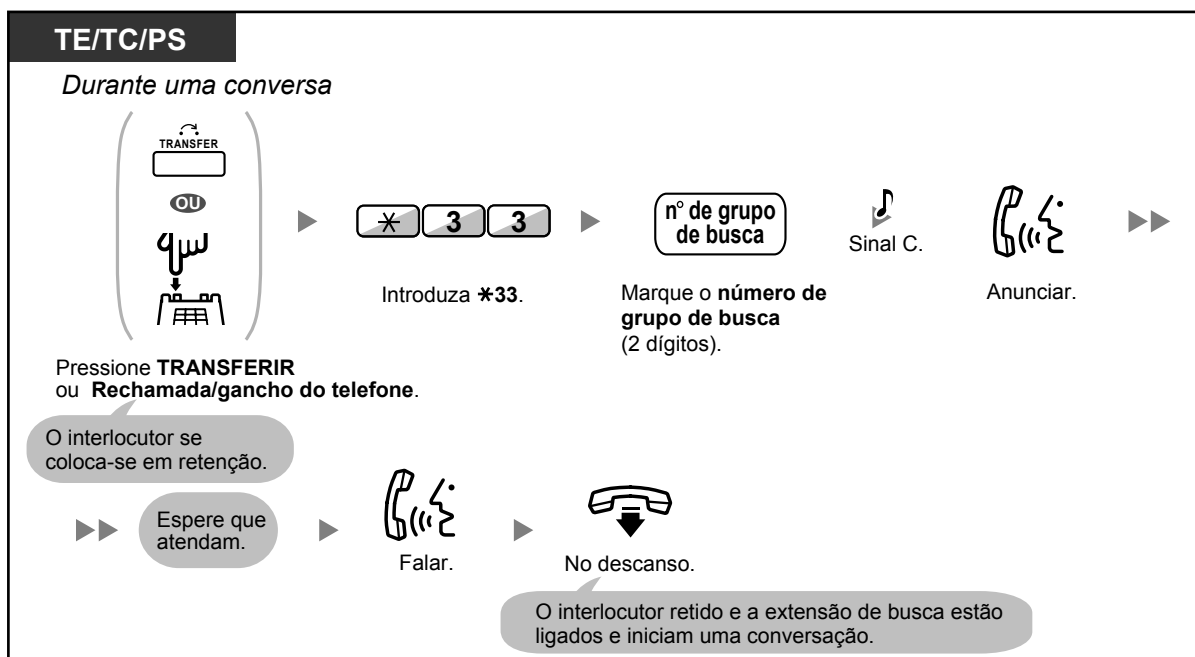 TE/TC/PS
Durante uma conversa
TRANSFER
OU
✳ 3 3
n° de grupo
de busca
Sinal C.
Introduza ✳33.
Marque o número de
grupo de busca
(2 dígitos).
Anunciar.
Pressione TRANSFERIR
ou Rechamada/gancho do telefone.
O interlocutor se
coloca-se em retenção.
Espere que
atendam.
Falar.
No descanso.
O interlocutor retido e a extensão de busca estão
ligados e iniciam uma conversação.